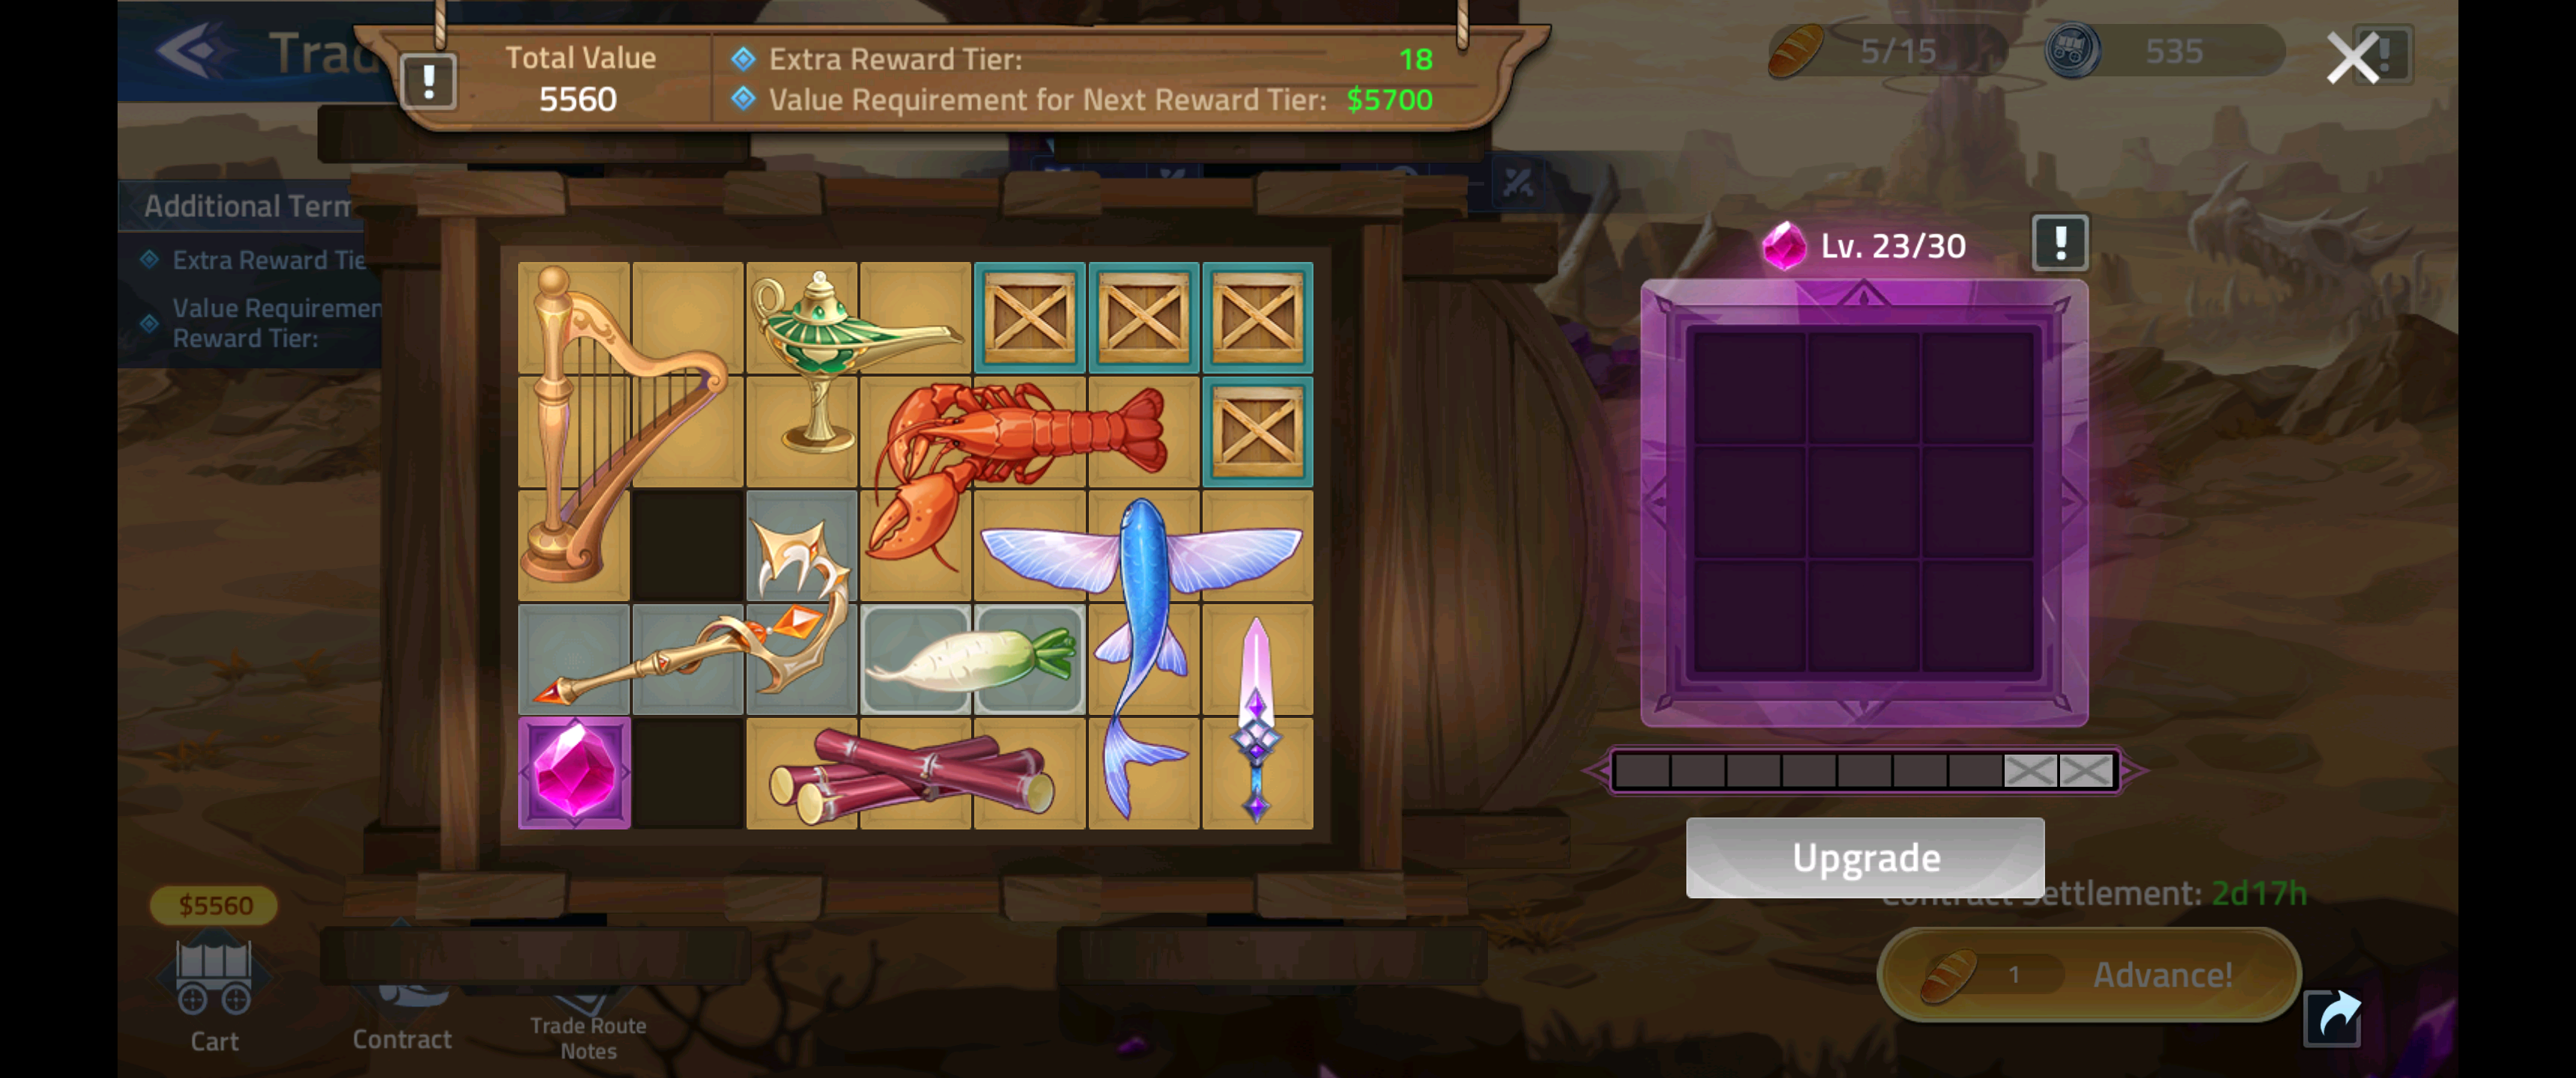 Trad
Total Value
5560
Extra Reward Tier:
18
Value Requirement for Next Reward Tier:
$5700
5/15
535
Additional Term
Extra Reward Tie
Value Requiremen
Reward Tier:
Lv. 23/30
Upgrade
Contract Settlement: 2d17h
1
Advance!
$5560
Cart
Contract
Trade Route
Notes